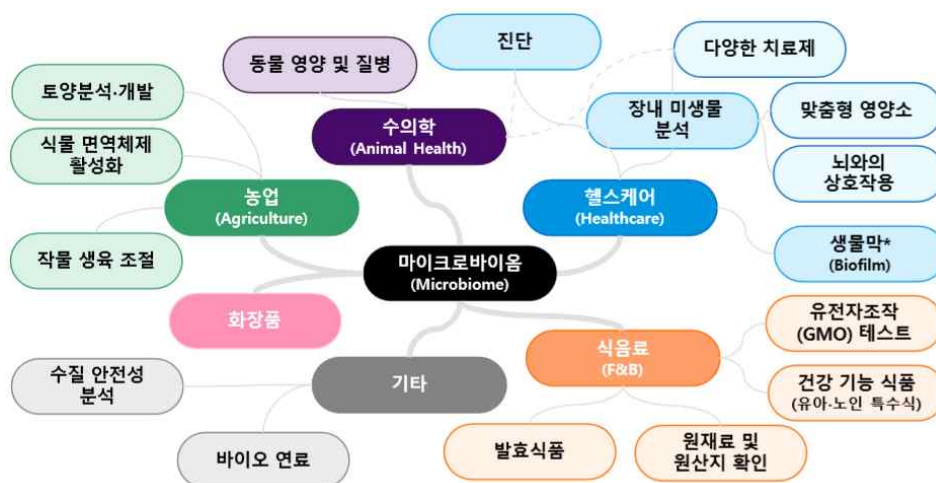 진단
다양한 치료제
동물 영양 및 질병
토양분석·개발
수의학
(Animal Health)
장내 미생물
분석
맞춤형 영양소
식물 면역체제
활성화
뇌와의
상호작용
농업
(Agriculture)
헬스케어
(Healthcare)
작물 생육 조절
마이크로바이옴
(Microbiome)
생물막*
(Biofilm)
화장품
유전자조작
(GMO) 테스트
식음료
(F&B)
수질 안전성
분석
기타
건강 기능 식품
(유아·노인 특수식)
바이오 연료
발효식품
원재료 및
원산지 확인